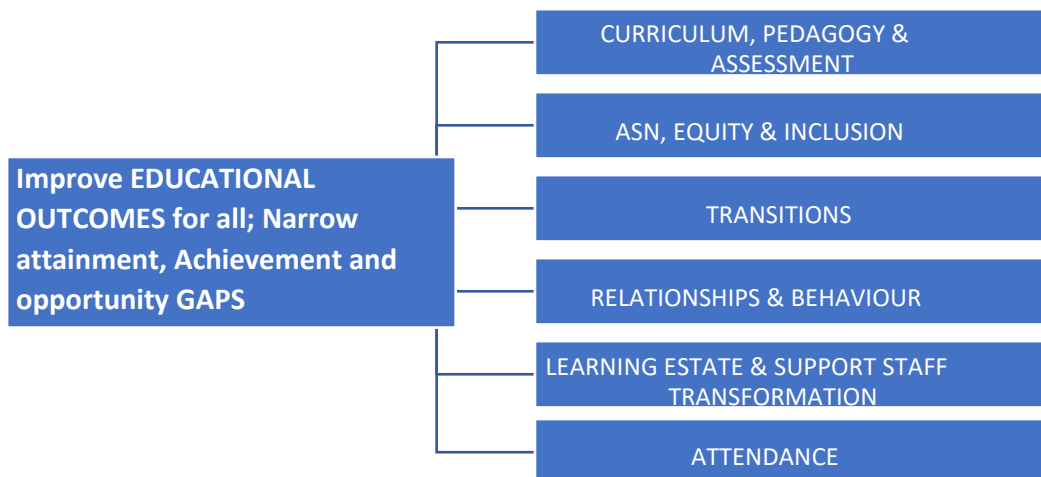 CURRICULUM, PEDAGOGY &
ASSESSMENT
ASN, EQUITY & INCLUSION
Improve EDUCATIONAL
OUTCOMES for all; Narrow
attainment, Achievement and
opportunity GAPS
TRANSITIONS
RELATIONSHIPS & BEHAVIOUR
LEARNING ESTATE & SUPPORT STAFF
TRANSFORMATION
ATTENDANCE